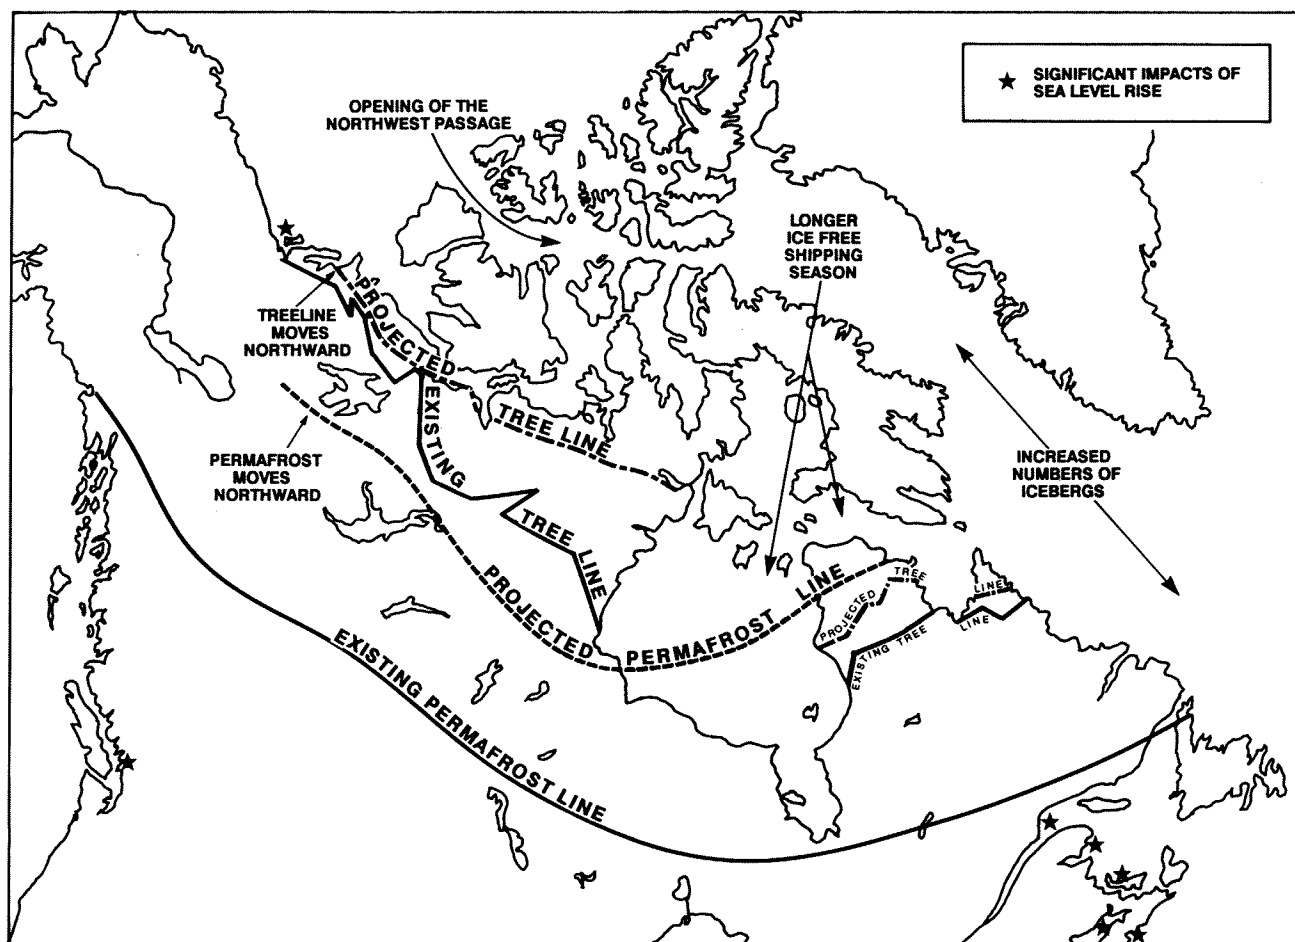 ★ SIGNIFICANT IMPACTS OF
SEA LEVEL RISE
OPENING OF THE
NORTHWEST PASSAGE
LONGER
ICE FREE
SHIPPING
SEASON
TREELINE
MOVES
NORTHWARD
PROJECTED
TREE LINE
EXISTING
TREE LINE
PERMAFROST
MOVES
NORTHWARD
INCREASED
NUMBERS OF
ICEBERGS
PROJECTED PERMAFROST LINE
PROJECTED TREE LINE
EXISTING TREE LINE
EXISTING PERMAFROST LINE